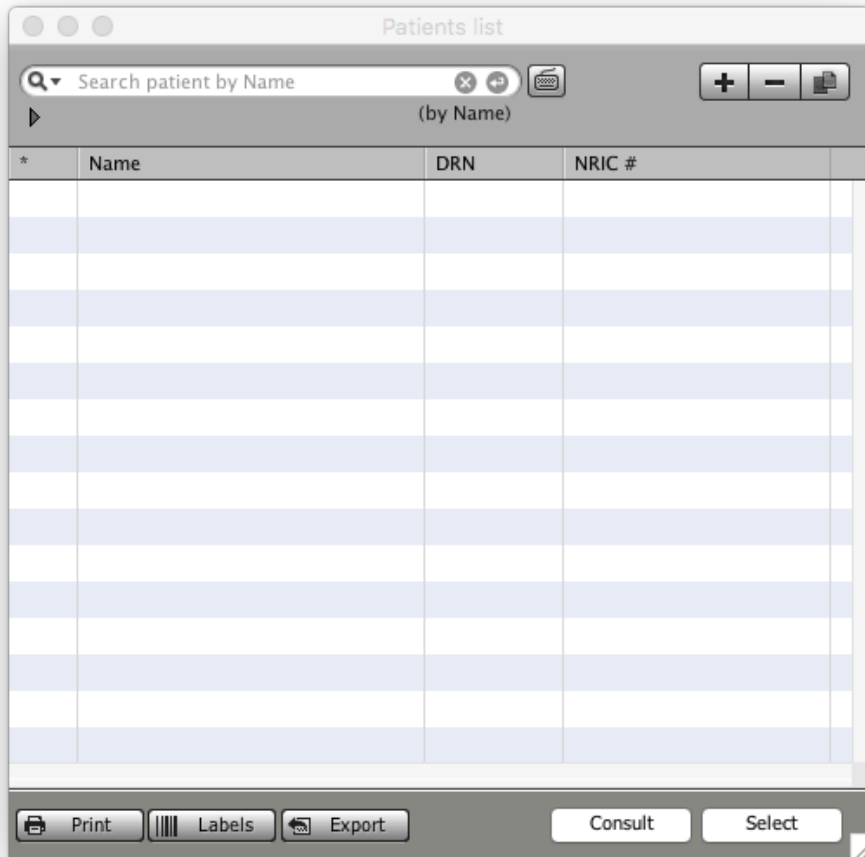 Patients list
Search patient by Name
(by Name)
* Name DRN NRIC #
Print Labels Export Consult Select